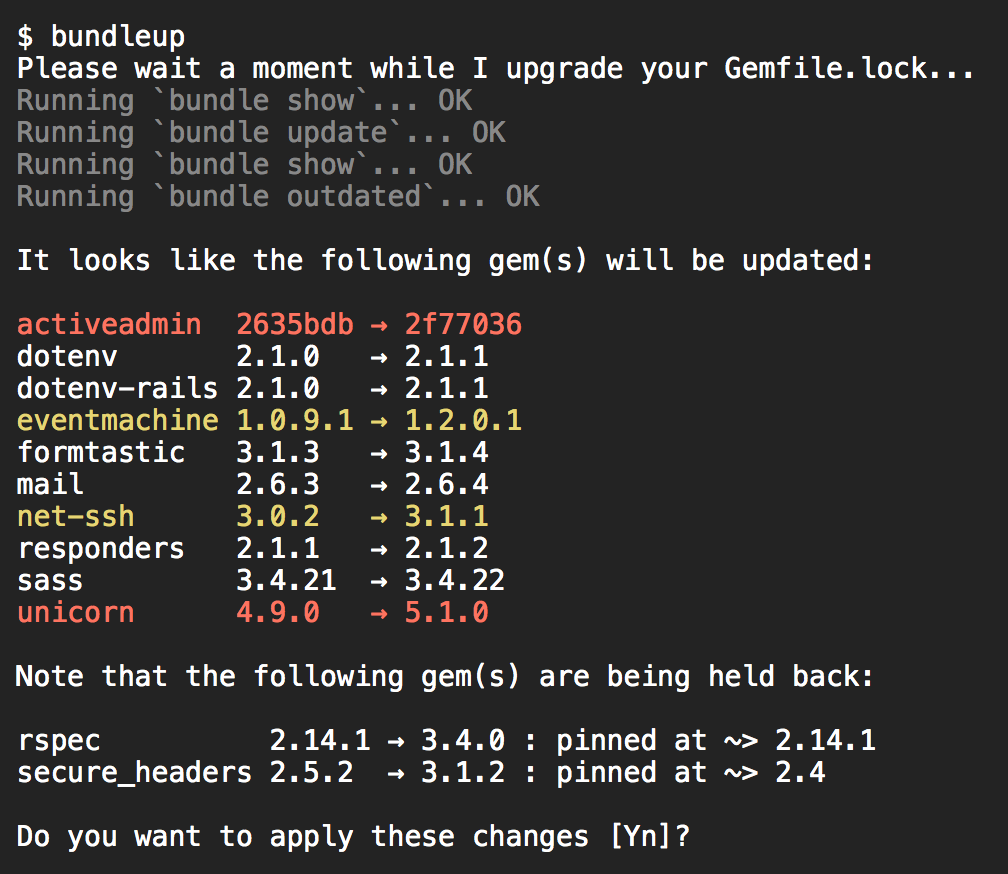 $ bundleup
Please wait a moment while I upgrade your Gemfile.lock...
Running `bundle show`... OK
Running `bundle update`... OK
Running `bundle show`... OK
Running `bundle outdated`... OK
It looks like the following gem(s) will be updated:
activeadmin  2635bdb → 2f77036
dotenv       2.1.0   → 2.1.1
dotenv-rails 2.1.0   → 2.1.1
eventmachine 1.0.9.1 → 1.2.0.1
formtastic   3.1.3   → 3.1.4
mail         2.6.3   → 2.6.4
net-ssh      3.0.2   → 3.1.1
responders   2.1.1   → 2.1.2
sass         3.4.21  → 3.4.22
unicorn      4.9.0   → 5.1.0
Note that the following gem(s) are being held back:
rspec          2.14.1 → 3.4.0 : pinned at ~> 2.14.1
secure_headers 2.5.2  → 3.1.2 : pinned at ~> 2.4
Do you want to apply these changes [Yn]?